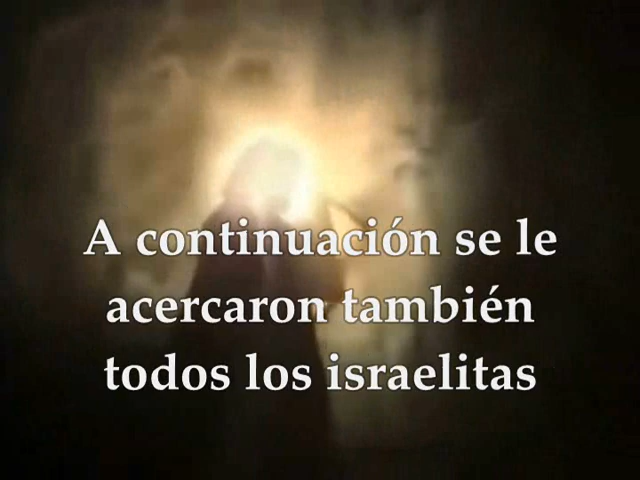 A continuación se le
acercaron también
todos los israelitas